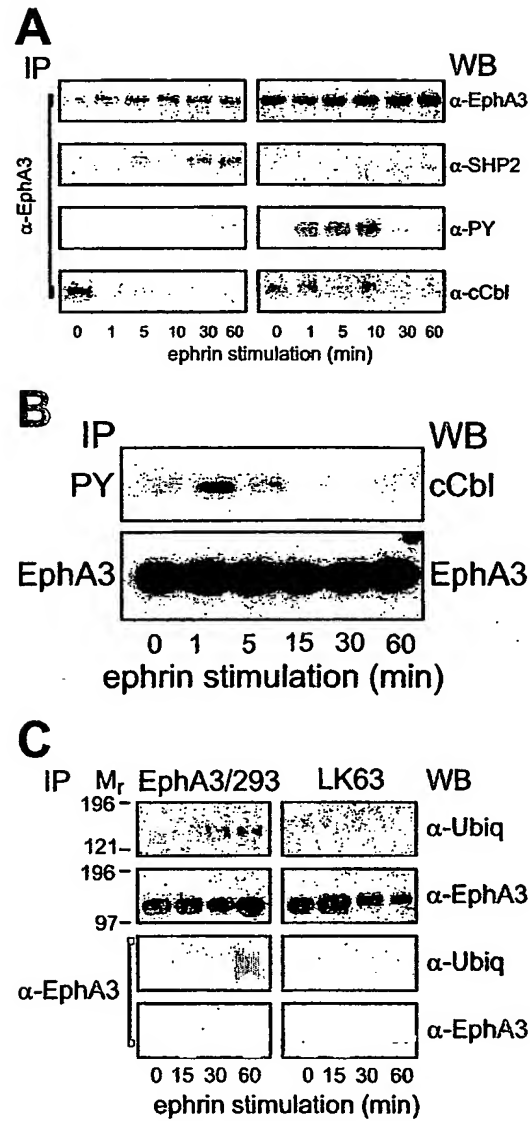 A
IP WB
α-EphA3
α-EphA3
α-SHP2
α-PY
α-cCbl
0 1 5 10 30 60 0 1 5 10 30 60
ephrin stimulation (min)
B
IP WB
PY cCbl
EphA3 EphA3
0 1 5 15 30 60
ephrin stimulation (min)
C
IP Mr EphA3/293 LK63 WB
196
α-Ubiq
121
196
α-EphA3
97
α-EphA3
α-Ubiq
α-EphA3
0 15 30 60 0 15 30 60
ephrin stimulation (min)